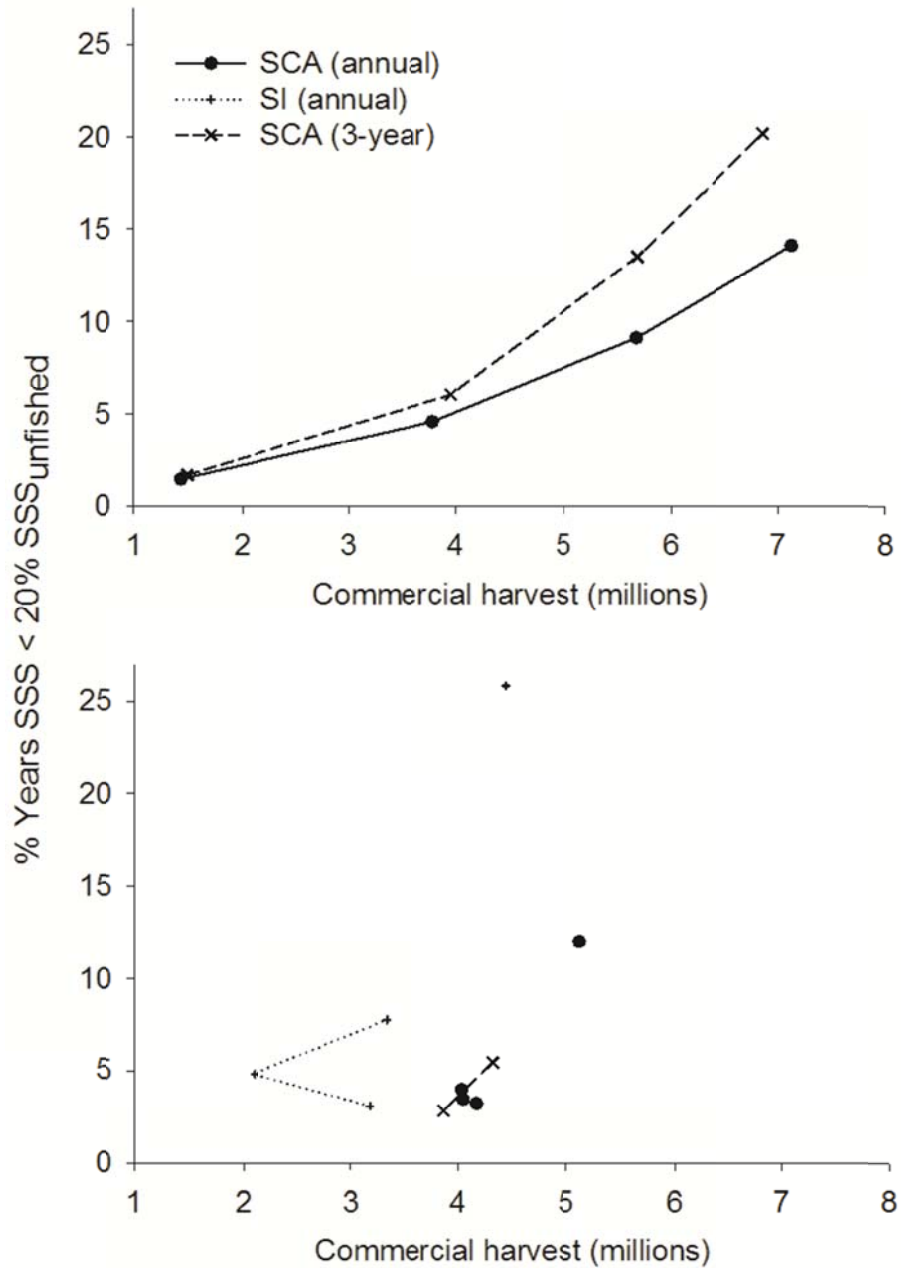 25
20
15
10
5
0
SCA (annual)
SI (annual)
SCA (3-year)
1 2 3 4 5 6 7 8
Commercial harvest (millions)
% Years SSS < 20% SSSunfished
25
20
15
10
5
0
1 2 3 4 5 6 7 8
Commercial harvest (millions)